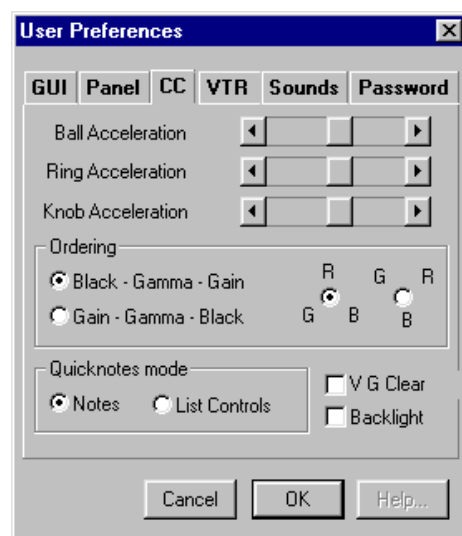 User Preferences
GUI Panel CC VTR Sounds Password
Ball Acceleration
Ring Acceleration
Knob Acceleration
Ordering
Black - Gamma - Gain
Gain - Gamma - Black
R
G B
G R
B
Quicknotes mode
Notes List Controls
V G Clear
Backlight
Cancel OK Help...